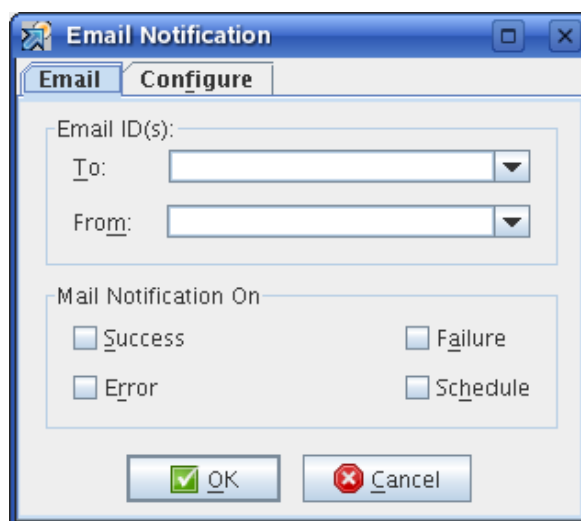 Email Notification
Email Configure
Email ID(s):
To:
From:
Mail Notification On
Success Failure
Error Schedule
OK Cancel